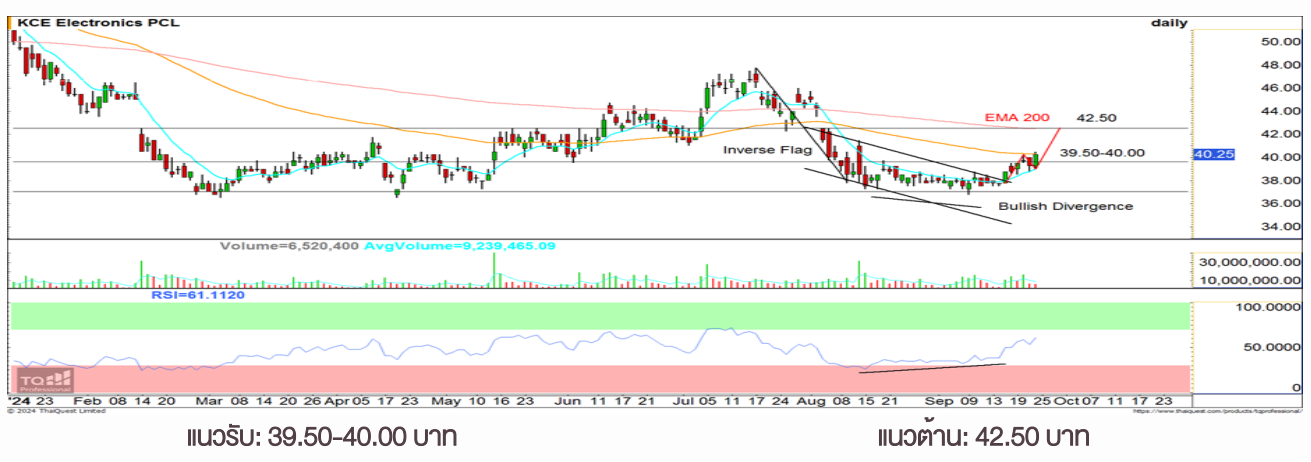 KCE Electronics PCL daily
50.00
48.00
46.00
44.00
EMA 200 42.50
42.00
Inverse Flag 39.50-40.00
40.00
40.25
38.00
Bullish Divergence 36.00
34.00
Volume=6,520,400 AvgVolume=9,239,465.09
30,000,000.00
10,000,000.00
RSI=61.1120
100.0000
50.0000
TQ
Professional
0
'24 23 Feb 08 14 20 Mar 08 14 20 26 Apr 05 17 23 May 10 16 23 Jun 11 17 21 Jul 05 11 17 24 Aug 08 15 21 Sep 09 13 19 25 Oct 07 11 17 23
© 2024 ThaiQuest Limited https://www.thaiquest.com/products/tqprofessional/
แนวรับ: 39.50-40.00 บาท แนวต้าน: 42.50 บาท